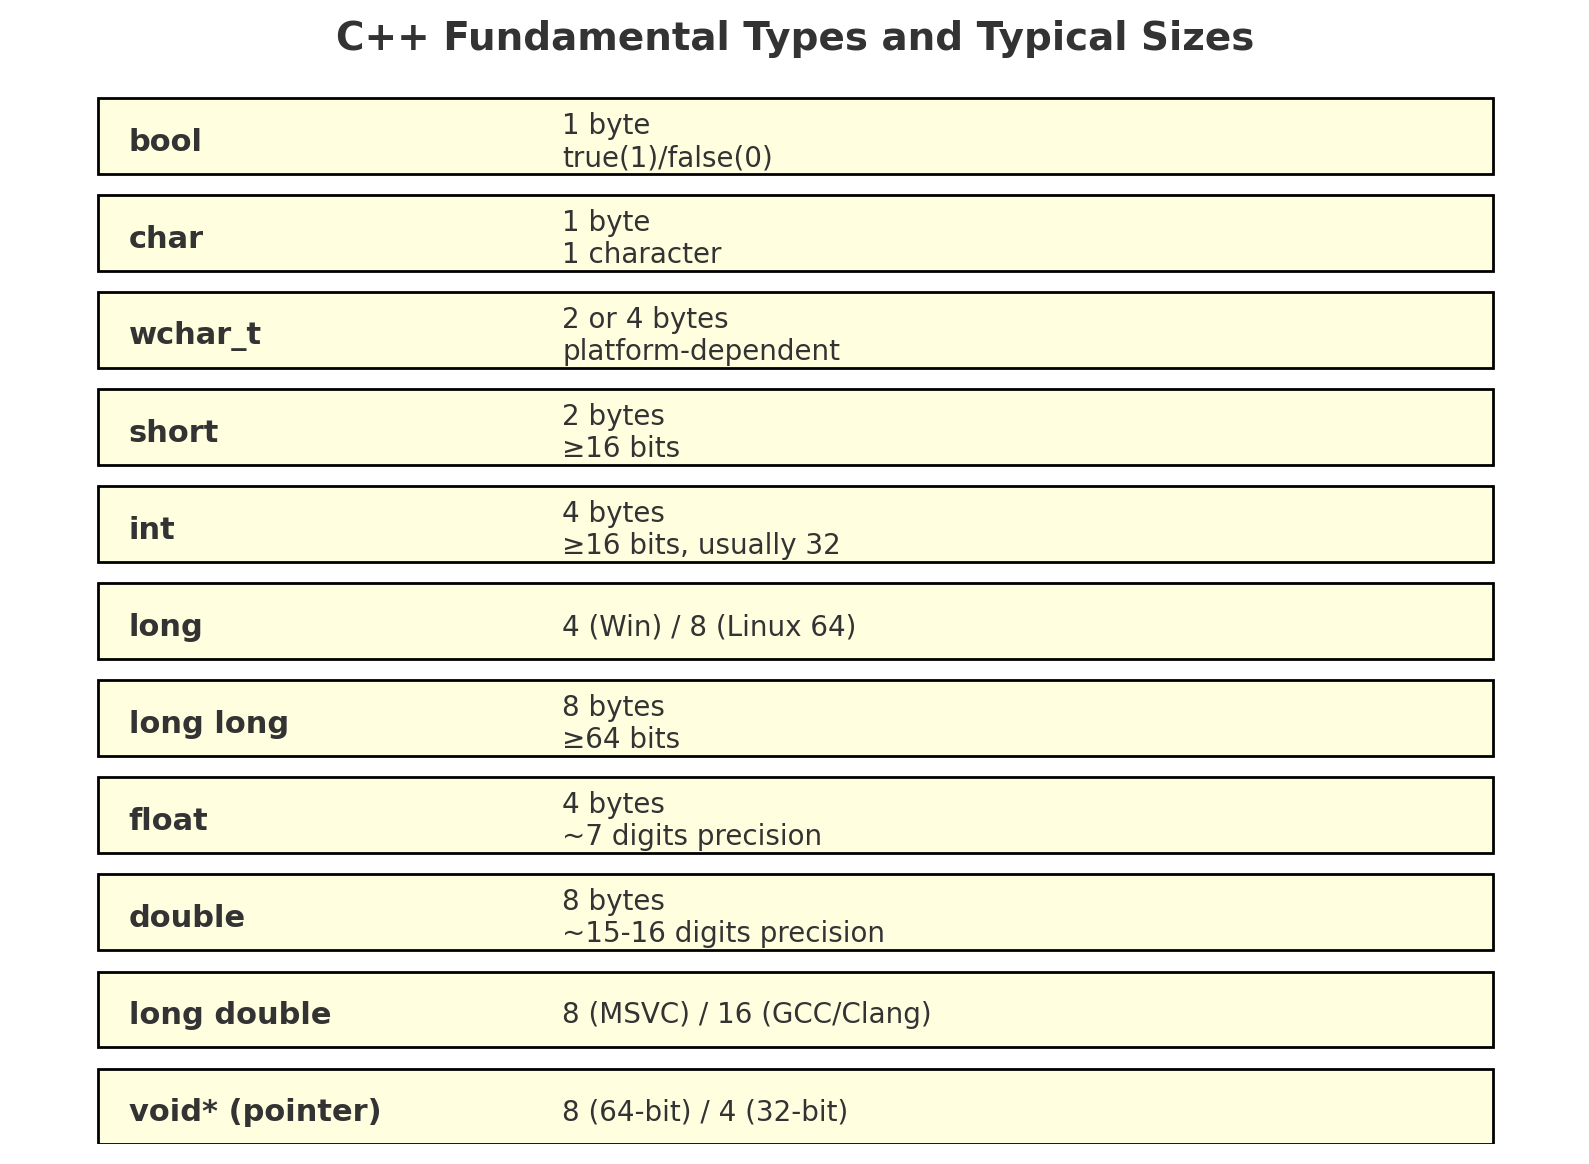 C++ Fundamental Types and Typical Sizes
bool
1 byte
true(1)/false(0)
char
1 byte
1 character
wchar_t
2 or 4 bytes
platform-dependent
short
2 bytes
≥16 bits
int
4 bytes
≥16 bits, usually 32
long
4 (Win) / 8 (Linux 64)
long long
8 bytes
≥64 bits
float
4 bytes
~7 digits precision
double
8 bytes
~15-16 digits precision
long double
8 (MSVC) / 16 (GCC/Clang)
void* (pointer)
8 (64-bit) / 4 (32-bit)